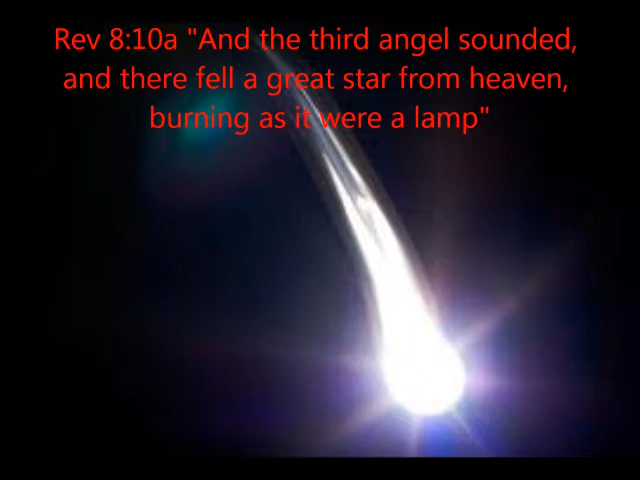 Rev 8:10a "And the third angel sounded,
and there fell a great star from heaven,
burning as it were a lamp"